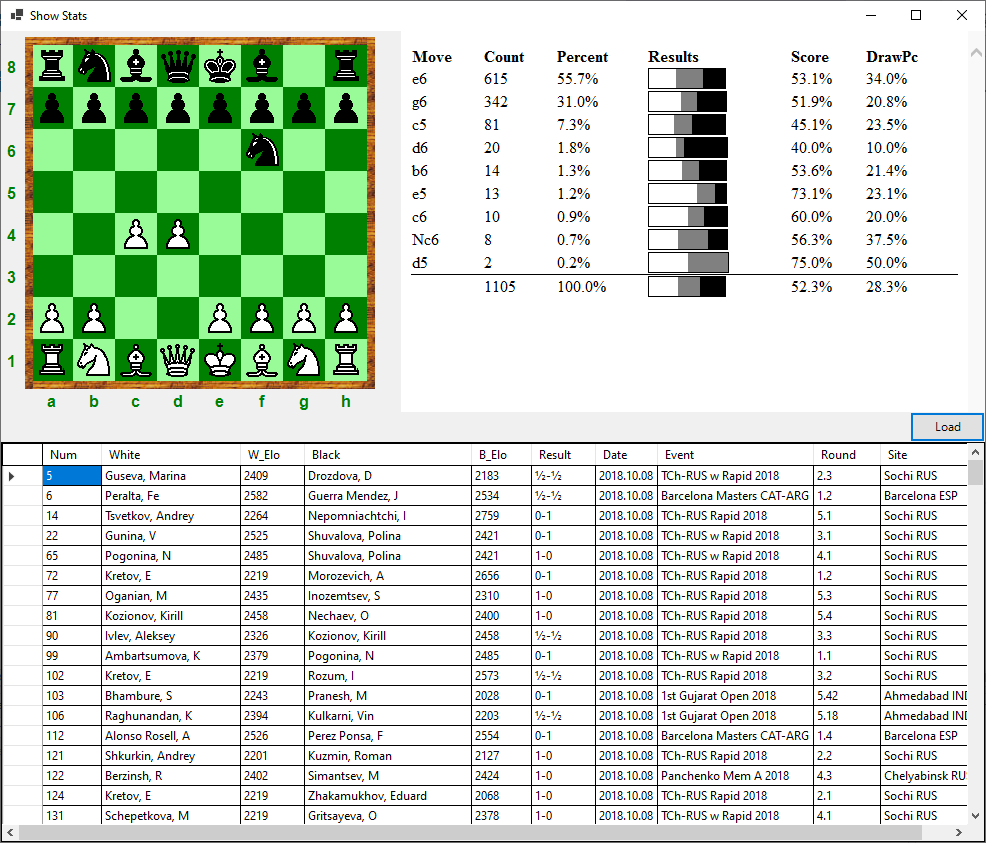 Show Stats
8
7
6
5
4
3
2
1
a b c d e f g h
Move Count Percent Results Score DrawPc
e6 615 55.7% 53.1% 34.0%
g6 342 31.0% 51.9% 20.8%
c5 81 7.3% 45.1% 23.5%
d6 20 1.8% 40.0% 10.0%
b6 14 1.3% 53.6% 21.4%
e5 13 1.2% 73.1% 23.1%
c6 10 0.9% 60.0% 20.0%
Nc6 8 0.7% 56.3% 37.5%
d5 2 0.2% 75.0% 50.0%
1105 100.0% 52.3% 28.3%
Load
Num White W_Elo Black B_Elo Result Date Event Round Site
5 Guseva, Marina 2409 Drozdova, D 2183 ½-½ 2018.10.08 TCh-RUS w Rapid 2018 2.3 Sochi RUS
6 Peralta, Fe 2582 Guerra Mendez, J 2534 ½-½ 2018.10.08 Barcelona Masters CAT-ARG 1.2 Barcelona ESP
14 Tsvetkov, Andrey 2264 Nepomniachtchi, I 2759 0-1 2018.10.08 TCh-RUS Rapid 2018 5.1 Sochi RUS
22 Gunina, V 2525 Shuvalova, Polina 2421 0-1 2018.10.08 TCh-RUS w Rapid 2018 3.1 Sochi RUS
65 Pogonina, N 2485 Shuvalova, Polina 2421 1-0 2018.10.08 TCh-RUS w Rapid 2018 4.1 Sochi RUS
72 Kretov, E 2219 Morozevich, A 2656 0-1 2018.10.08 TCh-RUS Rapid 2018 1.2 Sochi RUS
77 Oganian, M 2435 Inozemtsev, S 2310 1-0 2018.10.08 TCh-RUS Rapid 2018 5.3 Sochi RUS
81 Kozionov, Kirill 2458 Nechaev, O 2400 1-0 2018.10.08 TCh-RUS Rapid 2018 5.4 Sochi RUS
90 Ivlev, Aleksey 2326 Kozionov, Kirill 2458 ½-½ 2018.10.08 TCh-RUS Rapid 2018 3.3 Sochi RUS
99 Ambartsumova, K 2379 Pogonina, N 2485 0-1 2018.10.08 TCh-RUS w Rapid 2018 1.1 Sochi RUS
102 Kretov, E 2219 Rozum, I 2573 ½-½ 2018.10.08 TCh-RUS Rapid 2018 3.2 Sochi RUS
103 Bhambure, S 2243 Pranesh, M 2028 0-1 2018.10.08 1st Gujarat Open 2018 5.42 Ahmedabad IND
106 Raghunandan, K 2394 Kulkarni, Vin 2203 ½-½ 2018.10.08 1st Gujarat Open 2018 5.18 Ahmedabad IND
112 Alonso Rosell, A 2526 Perez Ponsa, F 2554 0-1 2018.10.08 Barcelona Masters CAT-ARG 1.4 Barcelona ESP
121 Shkurkin, Andrey 2201 Kuzmin, Roman 2127 1-0 2018.10.08 TCh-RUS Rapid 2018 2.2 Sochi RUS
122 Berzinsh, R 2402 Simantsev, M 2424 1-0 2018.10.08 Panchenko Mem A 2018 4.3 Chelyabinsk RU
124 Kretov, E 2219 Zhakamukhov, Eduard 2068 1-0 2018.10.08 TCh-RUS Rapid 2018 2.1 Sochi RUS
131 Schepetkova, M 2219 Gritsayeva, O 2378 1-0 2018.10.08 TCh-RUS w Rapid 2018 4.1 Sochi RUS